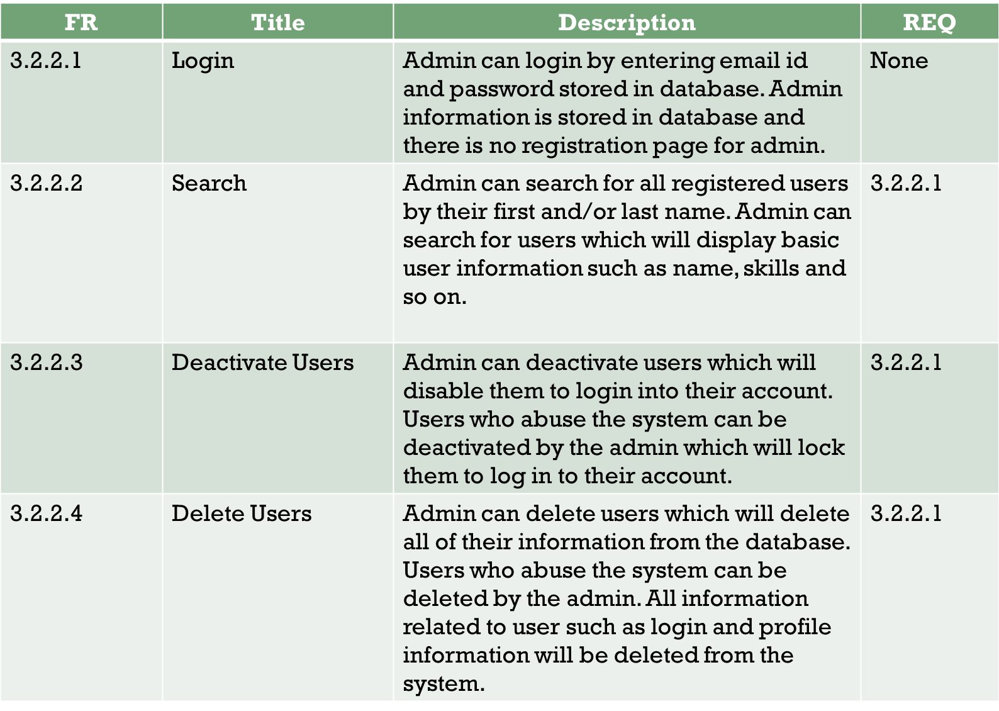 FR Title Description REQ
3.2.2.1 Login Admin can login by entering email id None
and password stored in database. Admin
information is stored in database and
there is no registration page for admin.
3.2.2.2 Search Admin can search for all registered users 3.2.2.1
by their first and/or last name. Admin can
search for users which will display basic
user information such as name, skills and
so on.
3.2.2.3 Deactivate Users Admin can deactivate users which will 3.2.2.1
disable them to login into their account.
Users who abuse the system can be
deactivated by the admin which will lock
them to log in to their account.
3.2.2.4 Delete Users Admin can delete users which will delete 3.2.2.1
all of their information from the database.
Users who abuse the system can be
deleted by the admin. All information
related to user such as login and profile
information will be deleted from the
system.